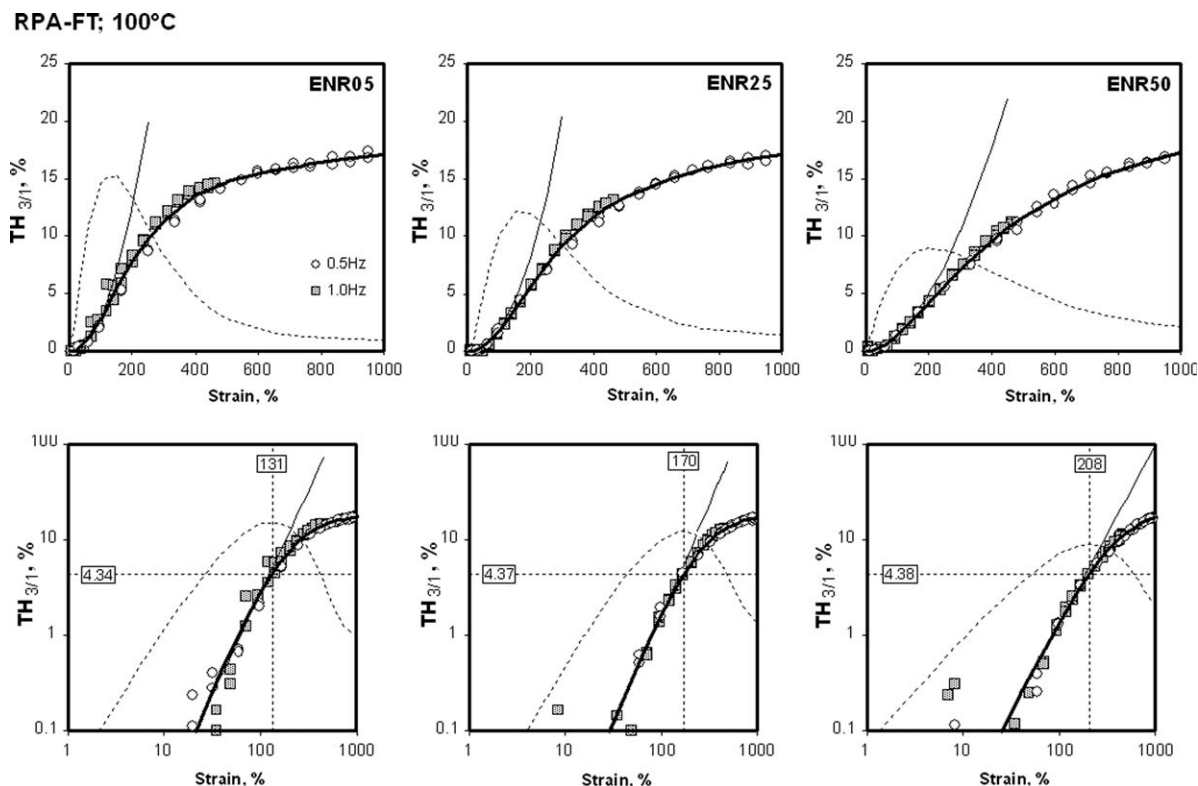 RPA-FT; 100°C
25
20
15
10
5
0
TH 3/1, %
ENR05
0.5Hz
1.0Hz
0 200 400 600 800 1000
Strain, %
25
20
15
10
5
0
TH 3/1, %
ENR25
0 200 400 600 800 1000
Strain, %
25
20
15
10
5
0
TH 3/1, %
ENR50
0 200 400 600 800 1000
Strain, %
100
10
1
0.1
TH 3/1, %
131
4.34
1 10 100 1000
Strain, %
100
10
1
0.1
TH 3/1, %
170
4.37
1 10 100 1000
Strain, %
100
10
1
0.1
TH 3/1, %
208
4.38
1 10 100 1000
Strain, %